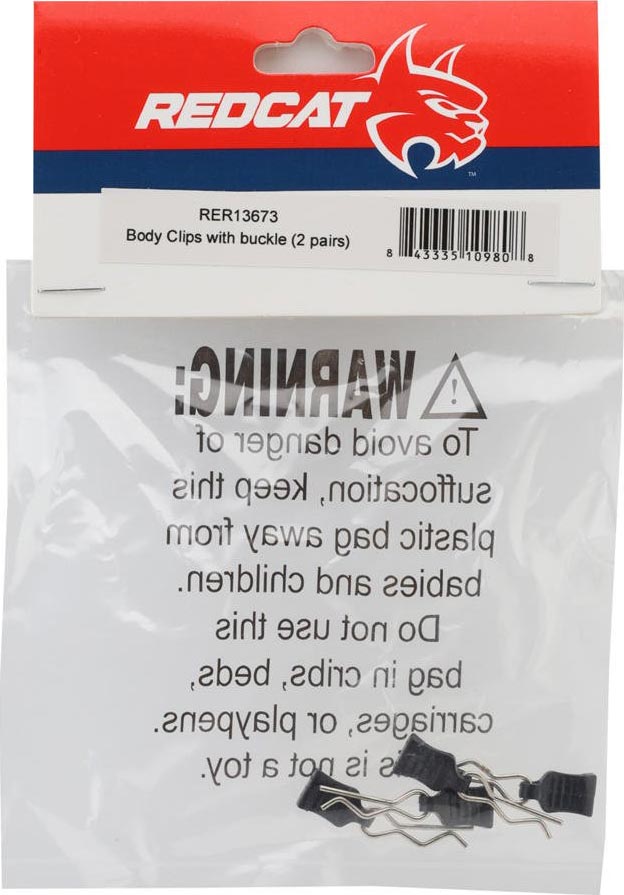 REDCAT
TM
RER13673
Body Clips with buckle (2 pairs)
8 43335 10980 8
WARNING:
To avoid danger of
suffocation, keep this
plastic bag away from
babies and children.
Do not use this
bag in cribs, beds,
carriages, or playpens.
is not a toy.